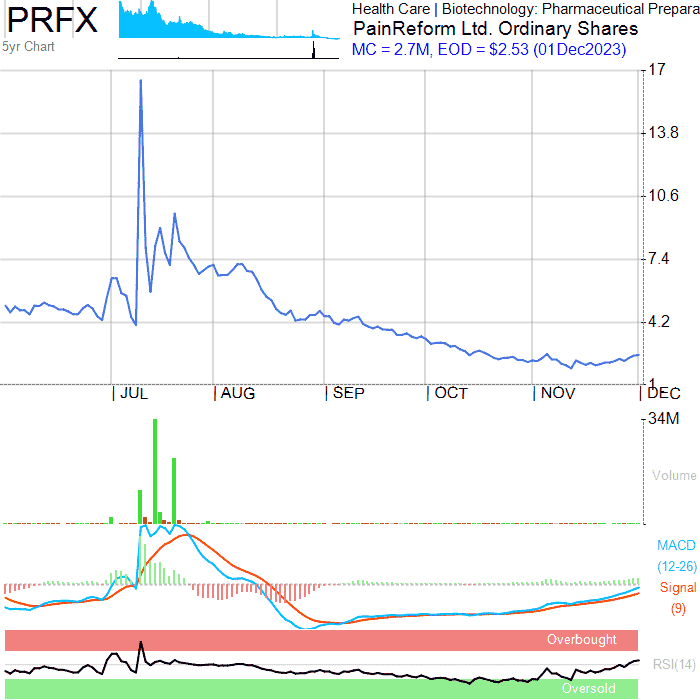 PRFX
5yr Chart
Health Care | Biotechnology: Pharmaceutical Prepara
PainReform Ltd. Ordinary Shares
MC = 2.7M, EOD = $2.53 (01Dec2023)
17
13.8
10.6
7.4
4.2
1
| JUL | AUG | SEP | OCT | NOV | DEC
34M
Volume
MACD
(12-26)
Signal
(9)
Overbought
RSI(14)
Oversold